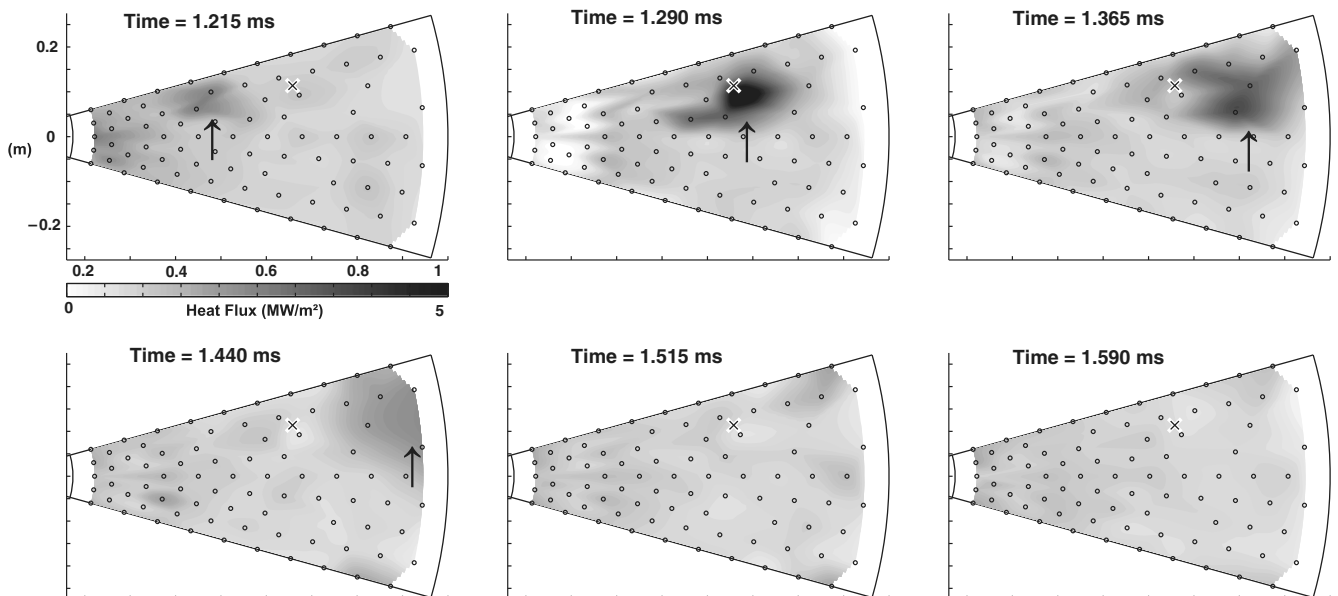 Time = 1.215 ms
Time = 1.290 ms
Time = 1.365 ms
0.2
0
(m)
−0.2
0.2 0.4 0.6 0.8 1
0 5
Heat Flux (MW/m²)
Time = 1.440 ms
Time = 1.515 ms
Time = 1.590 ms